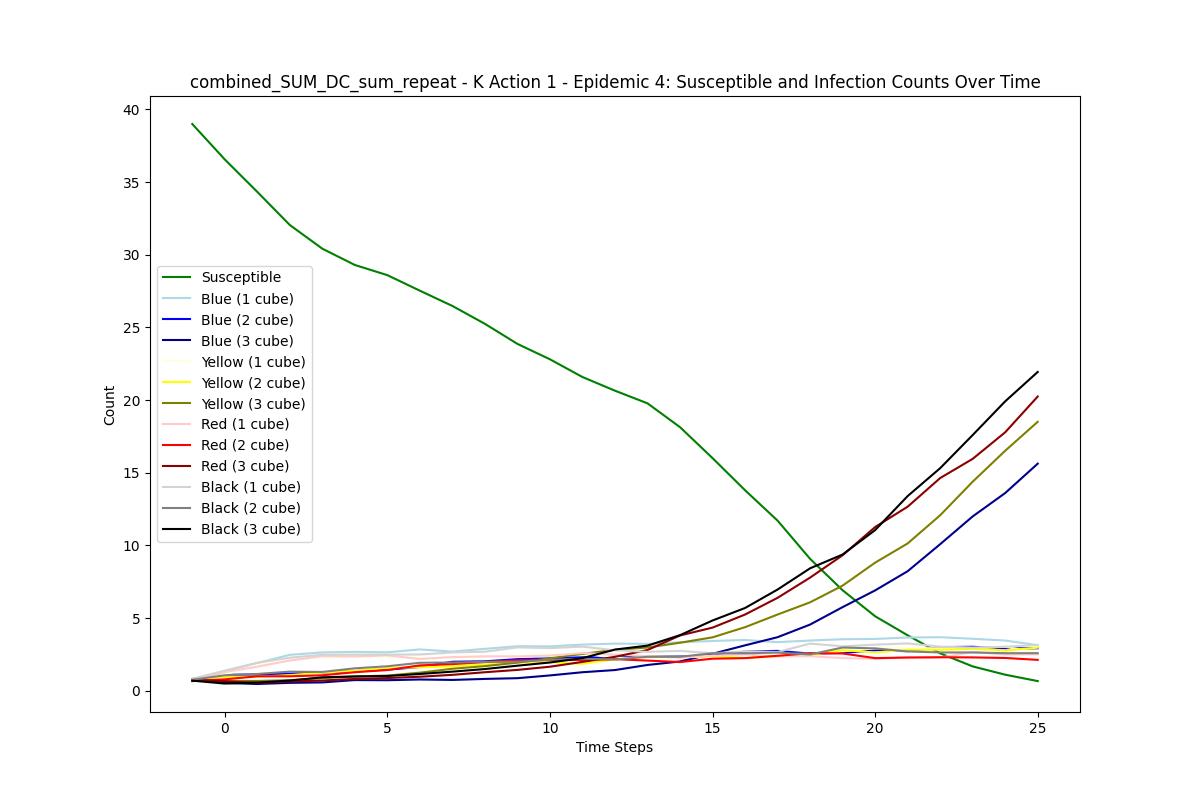 combined_SUM_DC_sum_repeat - K Action 1 - Epidemic 4: Susceptible and Infection Counts Over Time
40
35
30
25
20
15
10
5
0
Count
Susceptible
Blue (1 cube)
Blue (2 cube)
Blue (3 cube)
Yellow (1 cube)
Yellow (2 cube)
Yellow (3 cube)
Red (1 cube)
Red (2 cube)
Red (3 cube)
Black (1 cube)
Black (2 cube)
Black (3 cube)
0 5 10 15 20 25
Time Steps